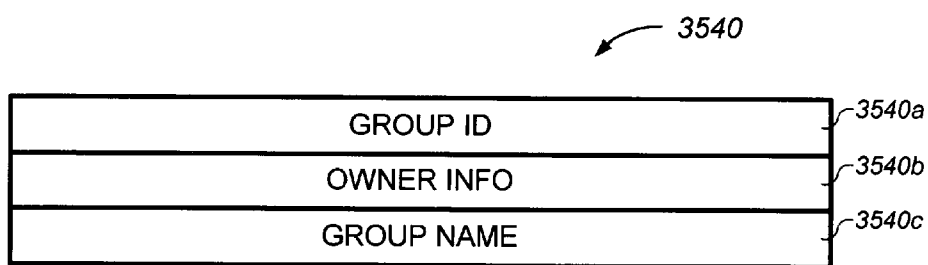 3540
GROUP ID 3540a
OWNER INFO 3540b
GROUP NAME 3540c